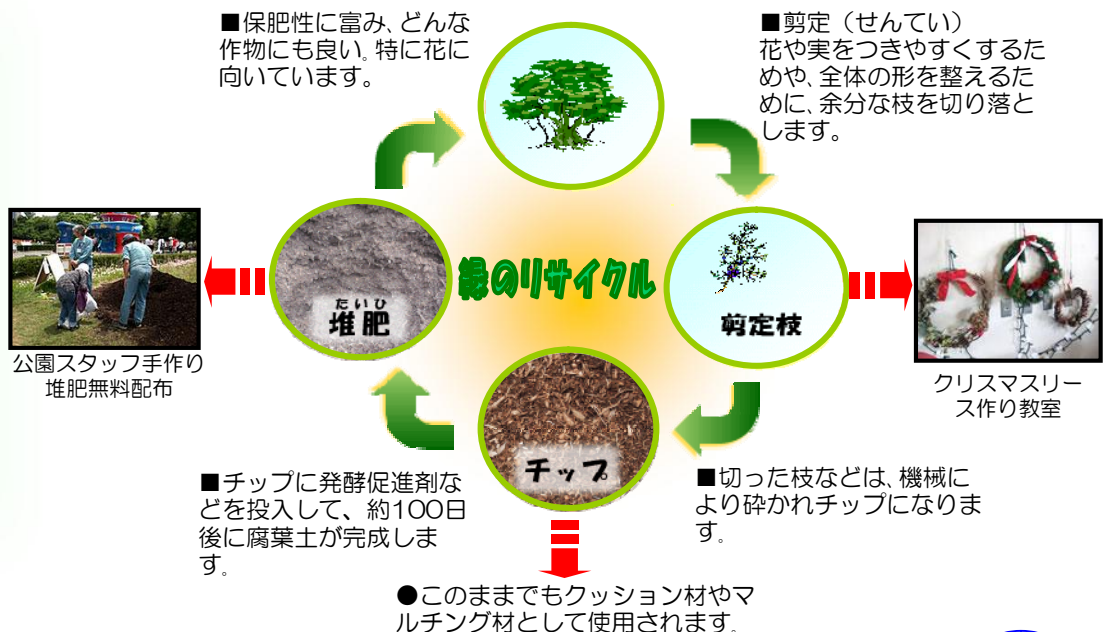 ■保肥性に富み、どんな
作物にも良い。特に花に
向いています。
■剪定（せんてい）
花や実をつきやすくするた
めや、全体の形を整えるた
めに、余分な枝を切り落と
します。
緑のリサイクル
たいひ
堆肥
剪定枝
公園スタッフ手作り
堆肥無料配布
クリスマスリー
ス作り教室
チップ
■チップに発酵促進剤な
どを投入して、約100日
後に腐葉土が完成しま
す。
■切った枝などは、機械に
より砕かれチップになりま
す。
●このままでもクッション材やマ
ルチング材として使用されます。